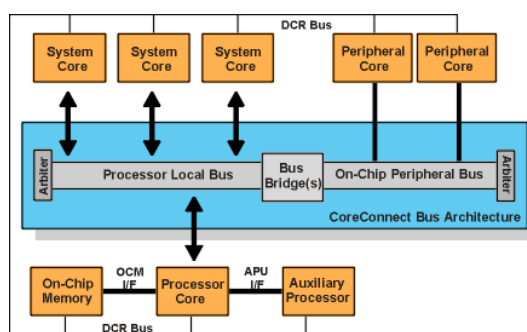 DCR Bus
System
Core
System
Core
System
Core
Peripheral
Core
Peripheral
Core
Arbiter
Processor Local Bus
Bus
Bridge(s)
On-Chip Peripheral Bus
Arbiter
CoreConnect Bus Architecture
On-Chip
Memory
OCM
I/F
Processor
Core
APU
I/F
Auxiliary
Processor
DCR Bus